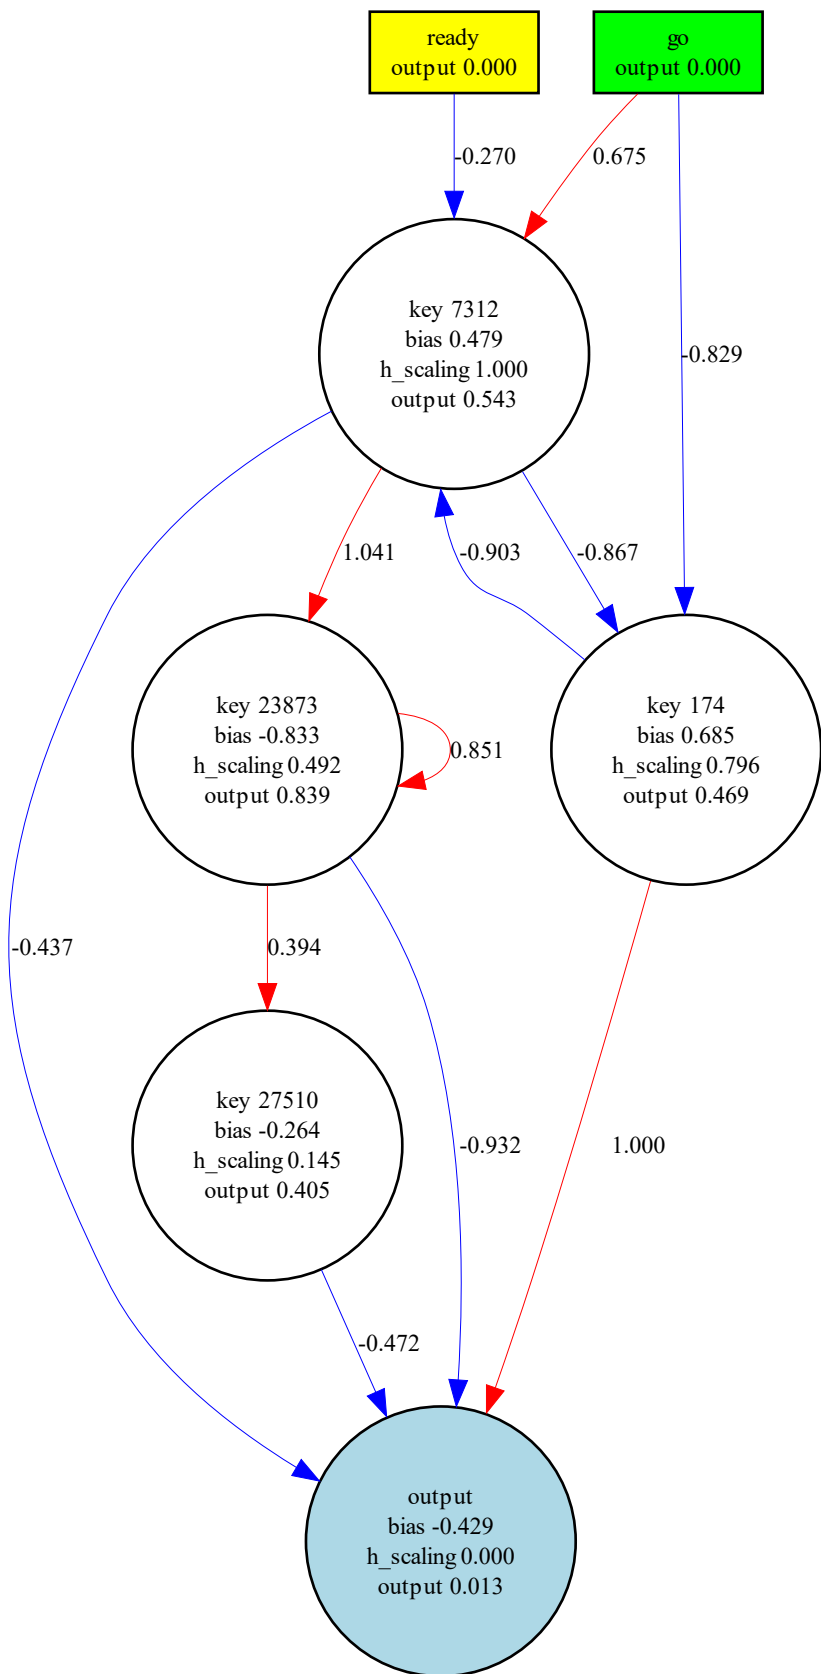 ready
output 0.000
go
output 0.000
-0.270
0.675
key 7312
bias 0.479
h_scaling 1.000
output 0.543
-0.829
1.041
-0.903
-0.867
key 23873
bias -0.833
h_scaling 0.492
output 0.839
0.851
key 174
bias 0.685
h_scaling 0.796
output 0.469
-0.437
0.394
key 27510
bias -0.264
h_scaling 0.145
output 0.405
-0.932
1.000
-0.472
output
bias -0.429
h_scaling 0.000
output 0.013